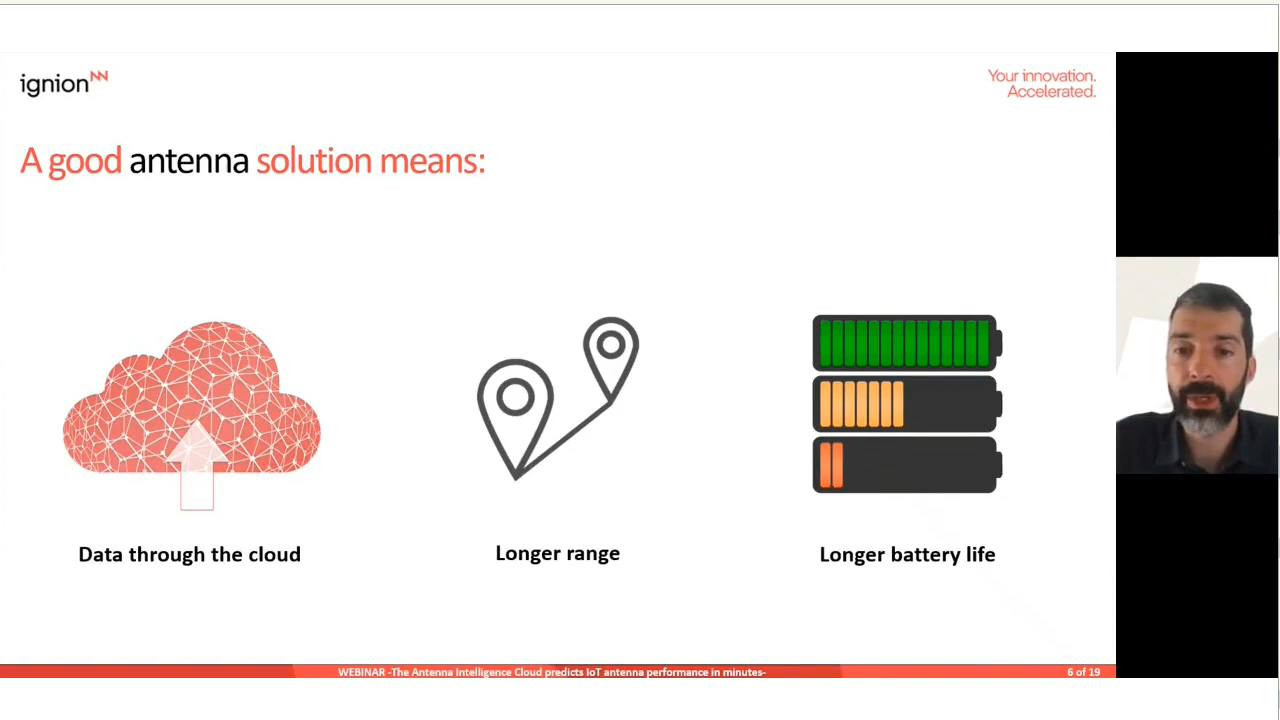 ignion
Your innovation.
Accelerated.
A good antenna solution means:
Data through the cloud
Longer range
Longer battery life
WEBINAR -The Antenna Intelligence Cloud predicts IoT antenna performance in minutes-
6 of 19